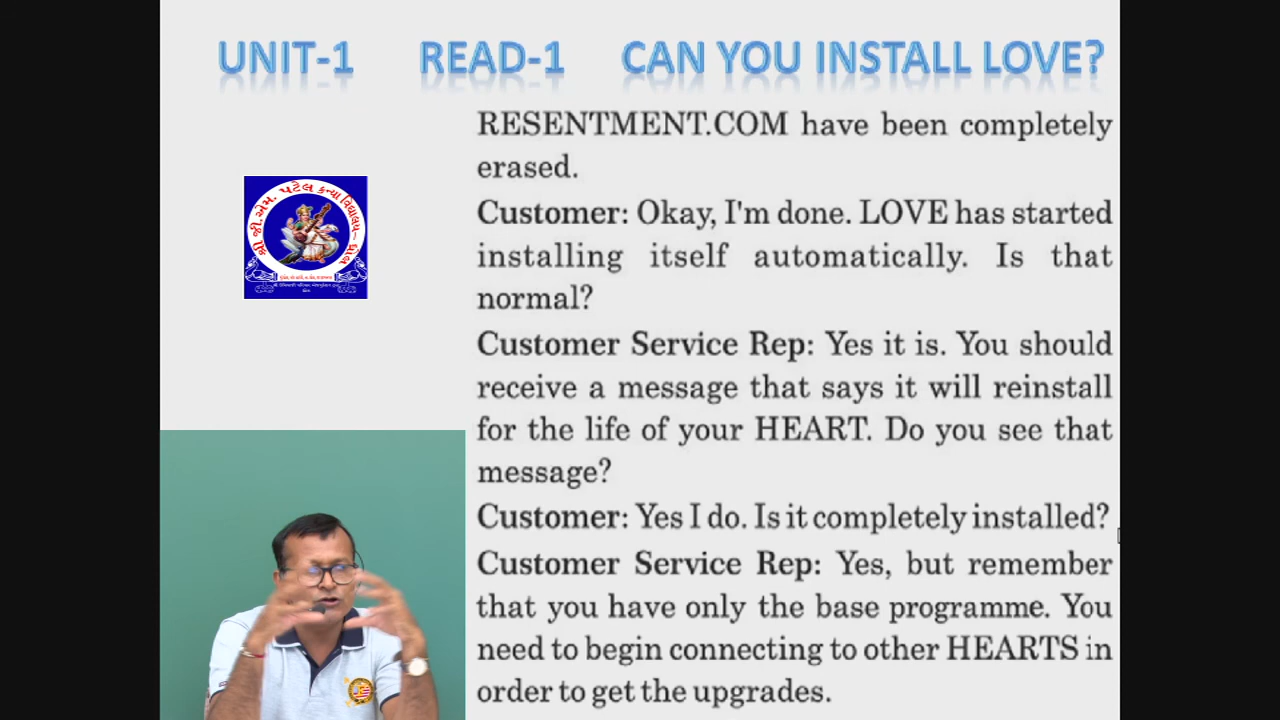 UNIT-1 READ-1 CAN YOU INSTALL LOVE?
RESENTMENT.COM have been completely
erased.
Customer: Okay, I'm done. LOVE has started
installing itself automatically. Is that
normal?
Customer Service Rep: Yes it is. You should
receive a message that says it will reinstall
for the life of your HEART. Do you see that
message?
Customer: Yes I do. Is it completely installed?
Customer Service Rep: Yes, but remember
that you have only the base programme. You
need to begin connecting to other HEARTS in
order to get the upgrades.
શ્રી જી.એમ. પટેલ કન્યા વિદ્યાલય